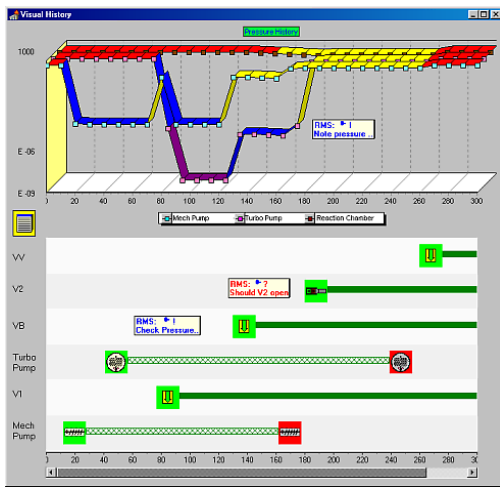 Visual History
Pressure History
1000
E -06
E -09
0 20 40 60 80 100 120 140 160 180 200 220 240 260 280 300
RMS: !
Note pressure ..
Mech Pump Turbo Pump Reaction Chamber
VV
V2
RMS: ?
Should V2 open
VB
RMS: !
Check Pressure..
Turbo
Pump
V1
Mech
Pump
0 20 40 60 80 100 120 140 160 180 200 220 240 260 280 30